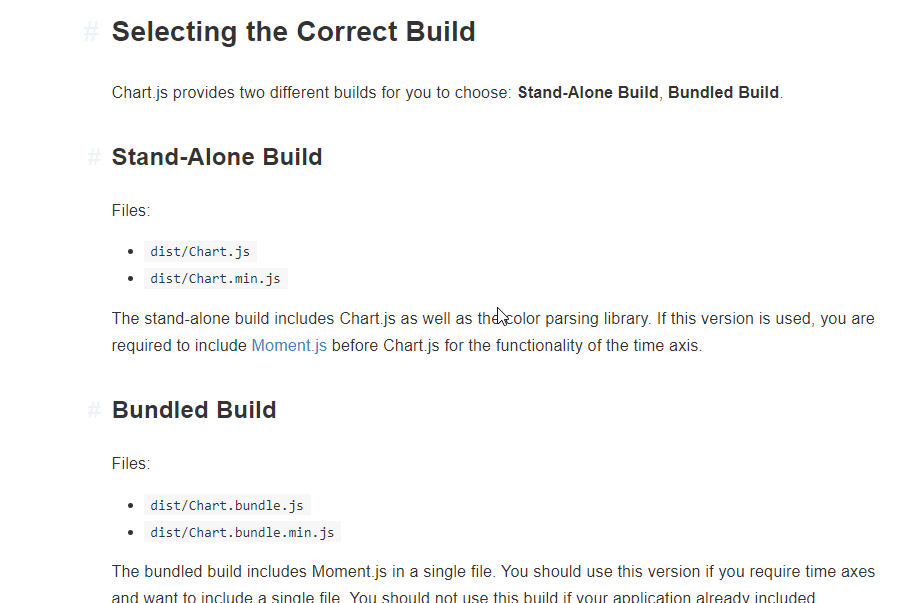 # Selecting the Correct Build
Chart.js provides two different builds for you to choose: Stand-Alone Build, Bundled Build.
# Stand-Alone Build
Files:
• dist/Chart.js
• dist/Chart.min.js
The stand-alone build includes Chart.js as well as the color parsing library. If this version is used, you are
required to include Moment.js before Chart.js for the functionality of the time axis.
# Bundled Build
Files:
• dist/Chart.bundle.js
• dist/Chart.bundle.min.js
The bundled build includes Moment.js in a single file. You should use this version if you require time axes
and want to include a single file. You should not use this build if your application already included